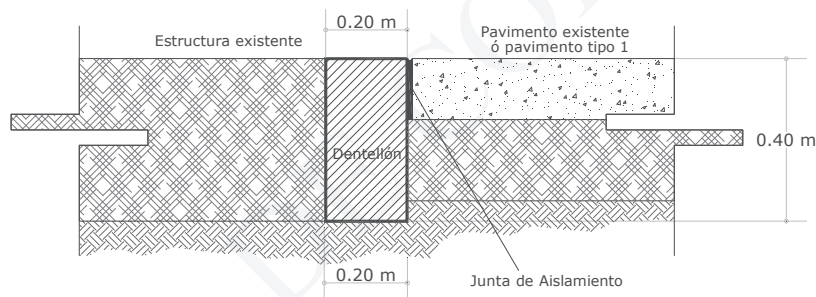 0.20 m
Estructura existente
Pavimento existente
ó pavimento tipo 1
Dentellón
0.40 m
0.20 m
Junta de Aislamiento